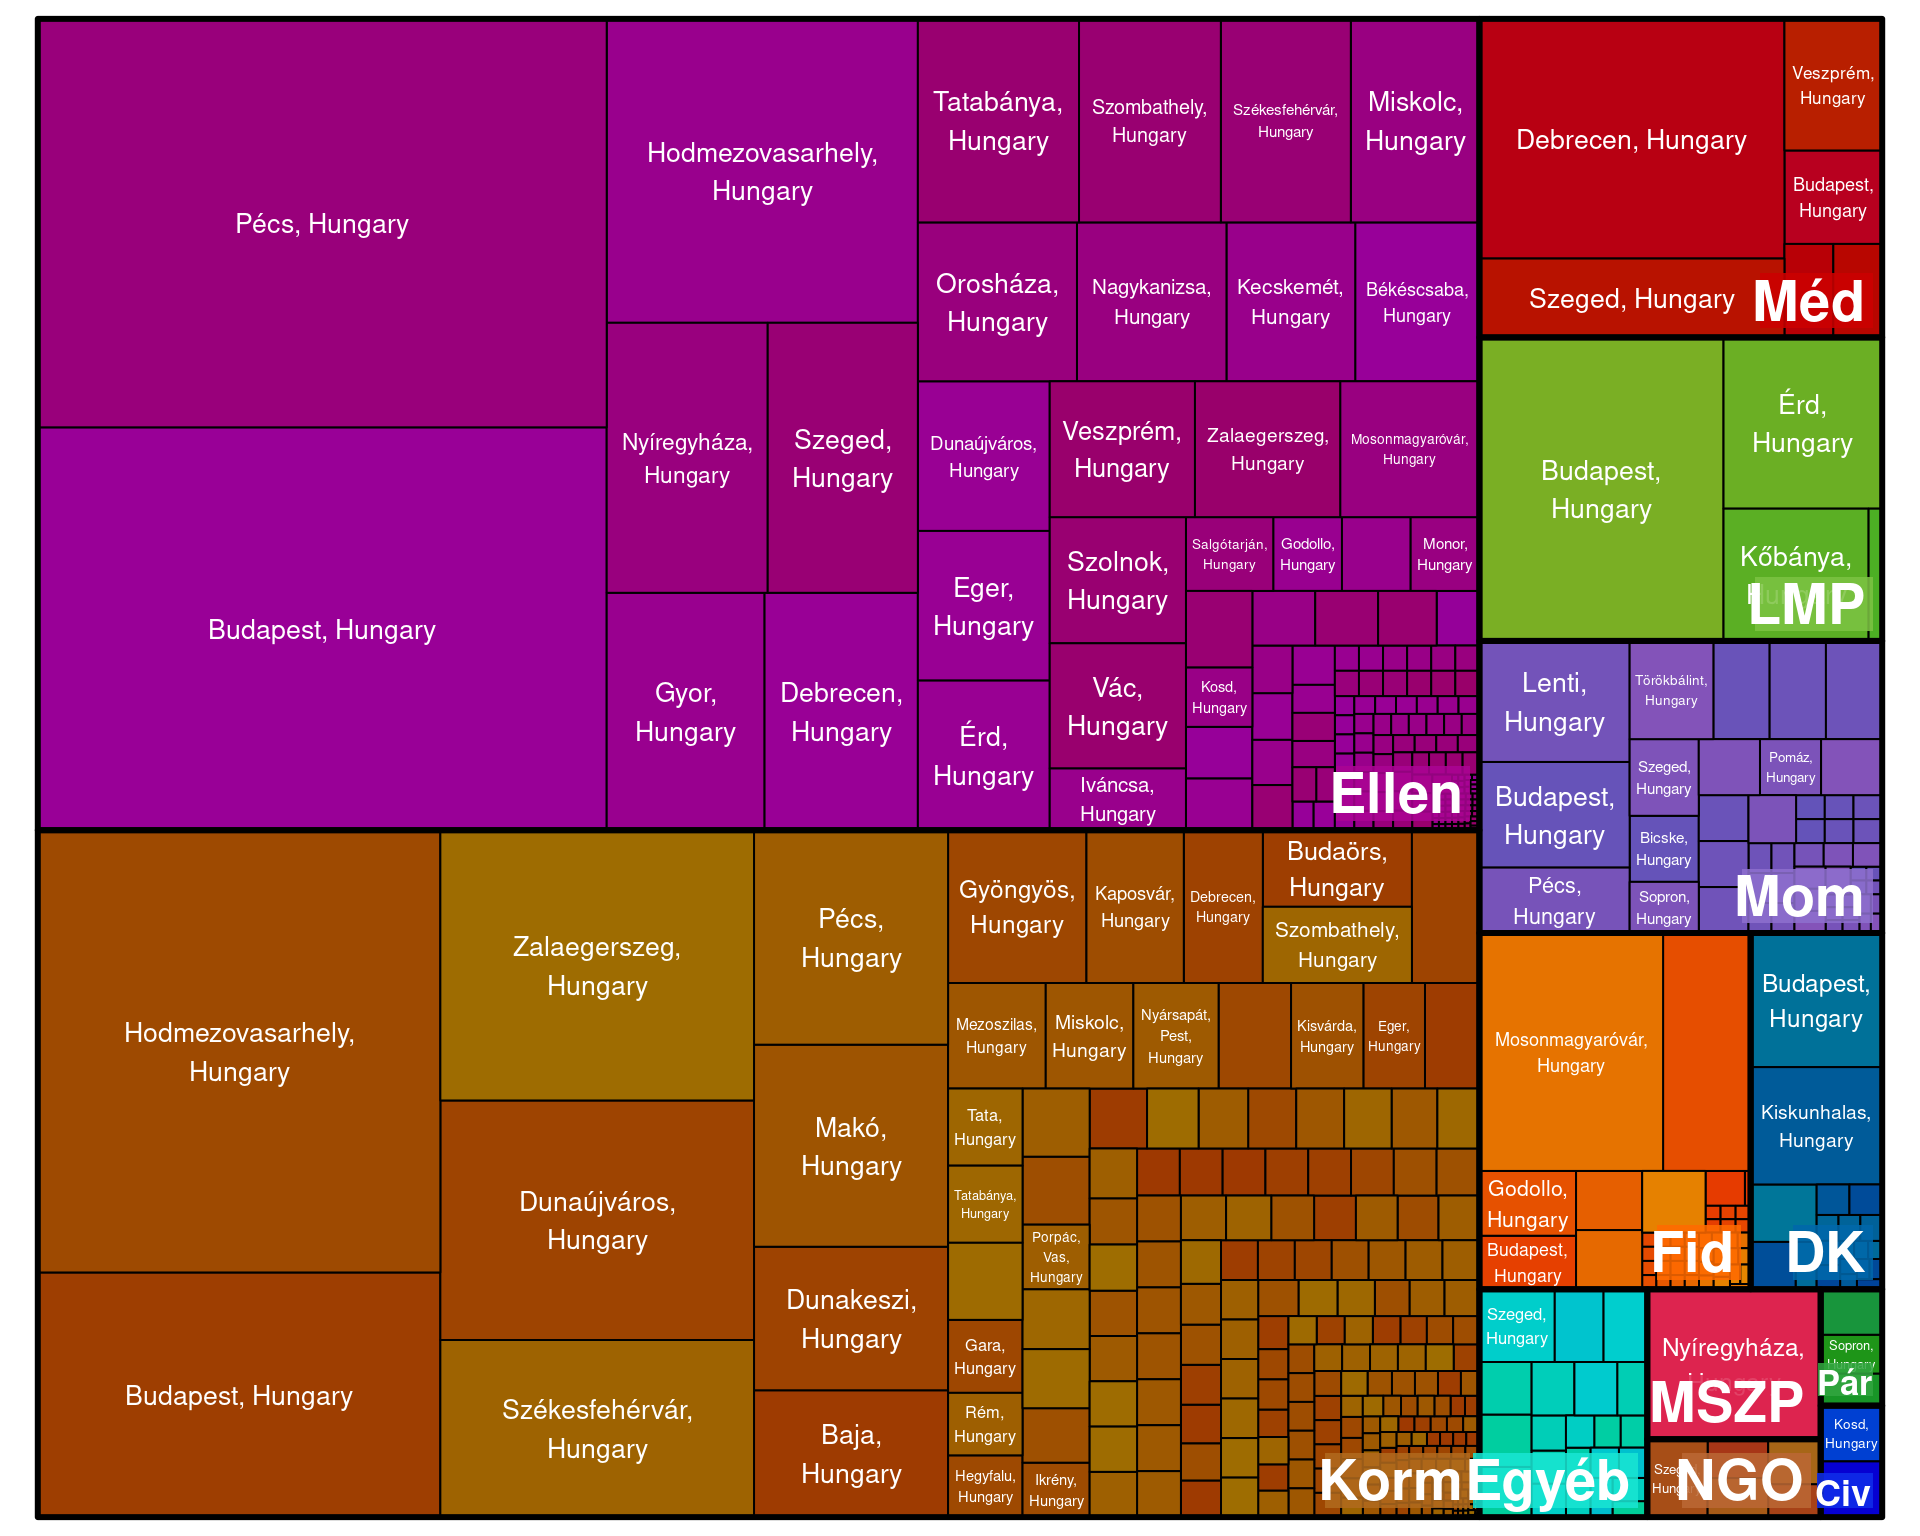 Pécs, Hungary
Budapest, Hungary
Hodmezovasarhely,
Hungary
Nyíregyháza,
Hungary
Szeged,
Hungary
Gyor,
Hungary
Debrecen,
Hungary
Tatabánya,
Hungary
Szombathely,
Hungary
Székesfehérvár,
Hungary
Miskolc,
Hungary
Orosháza,
Hungary
Nagykanizsa,
Hungary
Kecskemét,
Hungary
Békéscsaba,
Hungary
Dunaújváros,
Hungary
Eger,
Hungary
Érd,
Hungary
Veszprém,
Hungary
Zalaegerszeg,
Hungary
Mosonmagyaróvár,
Hungary
Szolnok,
Hungary
Vác,
Hungary
Iváncsa,
Hungary
Salgótarján,
Hungary
Godollo,
Hungary
Monor,
Hungary
Kosd,
Hungary
Ellen
Hodmezovasarhely,
Hungary
Budapest, Hungary
Zalaegerszeg,
Hungary
Dunaújváros,
Hungary
Székesfehérvár,
Hungary
Pécs,
Hungary
Makó,
Hungary
Dunakeszi,
Hungary
Baja,
Hungary
Gyöngyös,
Hungary
Kaposvár,
Hungary
Debrecen,
Hungary
Budaörs,
Hungary
Szombathely,
Hungary
Mezoszilas,
Hungary
Miskolc,
Hungary
Nyársapát,
Pest,
Hungary
Kisvárda,
Hungary
Eger,
Hungary
Tata,
Hungary
Tatabánya,
Hungary
Porpác,
Vas,
Hungary
Gara,
Hungary
Rém,
Hungary
Hegyfalu,
Hungary
Ikrény,
Hungary
Korm
Debrecen, Hungary
Szeged, Hungary
Veszprém,
Hungary
Budapest,
Hungary
Méd
Budapest,
Hungary
Érd,
Hungary
Kőbánya,
LMP
Lenti,
Hungary
Budapest,
Hungary
Pécs,
Hungary
Törökbálint,
Hungary
Szeged,
Hungary
Bicske,
Hungary
Sopron,
Hungary
Pomáz,
Hungary
Mom
Mosonmagyaróvár,
Hungary
Godollo,
Hungary
Budapest,
Hungary
Fid
Budapest,
Hungary
Kiskunhalas,
Hungary
DK
Szeged,
Hungary
Egyéb
Nyíregyháza,
MSZP
NGO
Sopron,
Hungary
Pár
Kosd,
Hungary
Civ